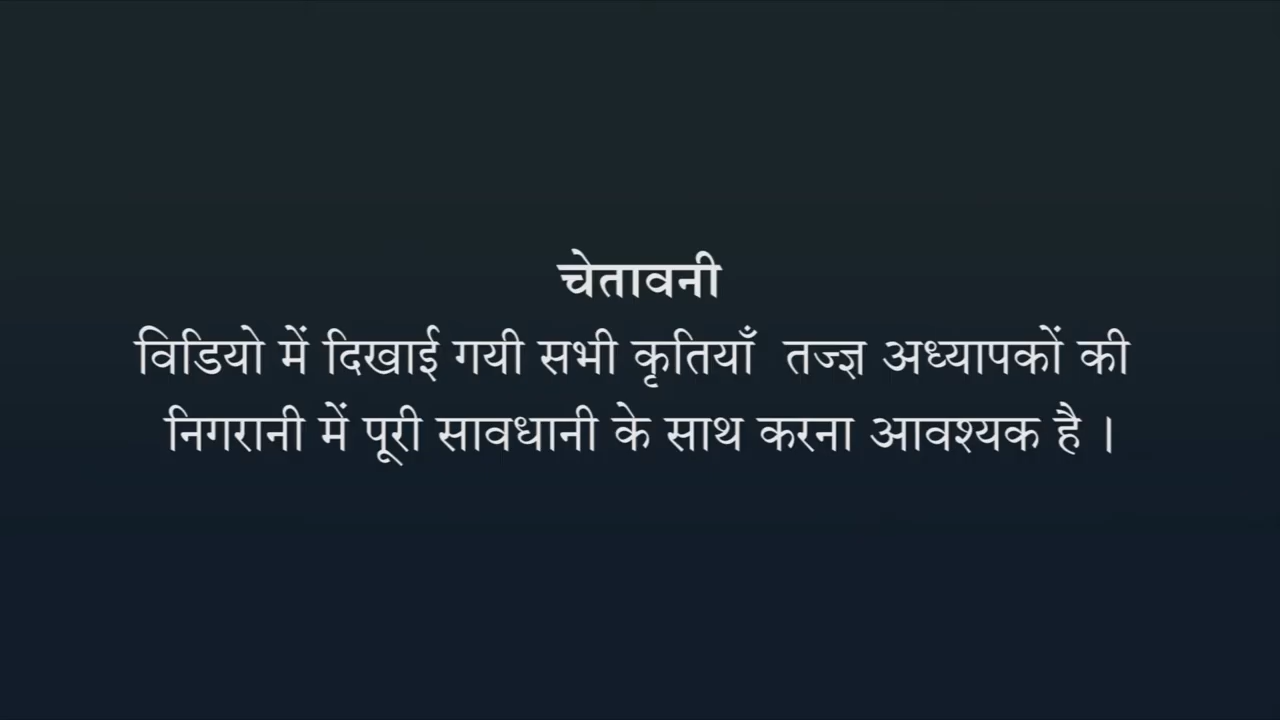 चेतावनी
विडियो में दिखाई गयी सभी कृतियाँ तज्ज्ञ अध्यापकों की
निगरानी में पूरी सावधानी के साथ करना आवश्यक है ।